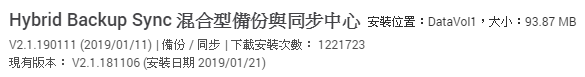 Hybrid Backup Sync 混合型備份與同步中心 安裝位置：DataVol1，大小：93.87 MB
V2.1.190111 (2019/01/11) | 備份 / 同步 | 下載安裝次數： 1221723
現有版本： V2.1.181106 (安裝日期 2019/01/21)